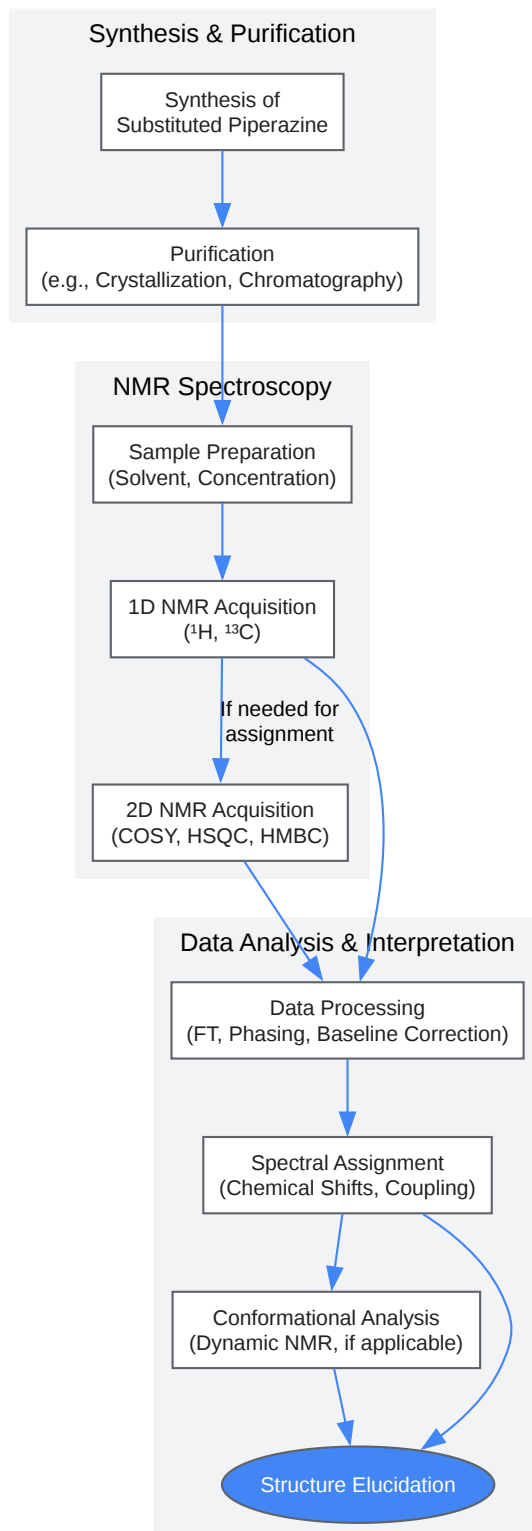 Synthesis & Purification
Synthesis of
Substituted Piperazine
Purification
(e.g., Crystallization, Chromatography)
NMR Spectroscopy
Sample Preparation
(Solvent, Concentration)
1D NMR Acquisition
(¹H, ¹³C)
If needed for
assignment
2D NMR Acquisition
(COSY, HSQC, HMBC)
Data Analysis & Interpretation
Data Processing
(FT, Phasing, Baseline Correction)
Spectral Assignment
(Chemical Shifts, Coupling)
Conformational Analysis
(Dynamic NMR, if applicable)
Structure Elucidation